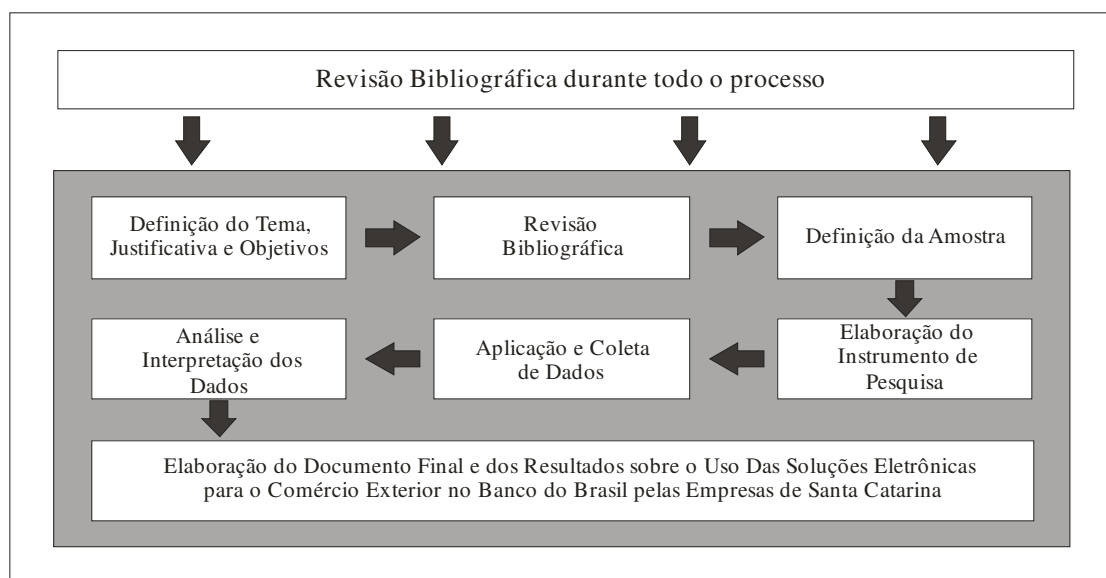 Revisão Bibliográfica durante todo o processo
Definição do Tema,
Justificativa e Objetivos
Revisão
Bibliográfica
Definição da Amostra
Elaboração do
Instrumento de
Pesquisa
Aplicação e Coleta
de Dados
Análise e
Interpretação dos
Dados
Elaboração do Documento Final e dos Resultados sobre o Uso Das Soluções Eletrônicas
para o Comércio Exterior no Banco do Brasil pelas Empresas de Santa Catarina